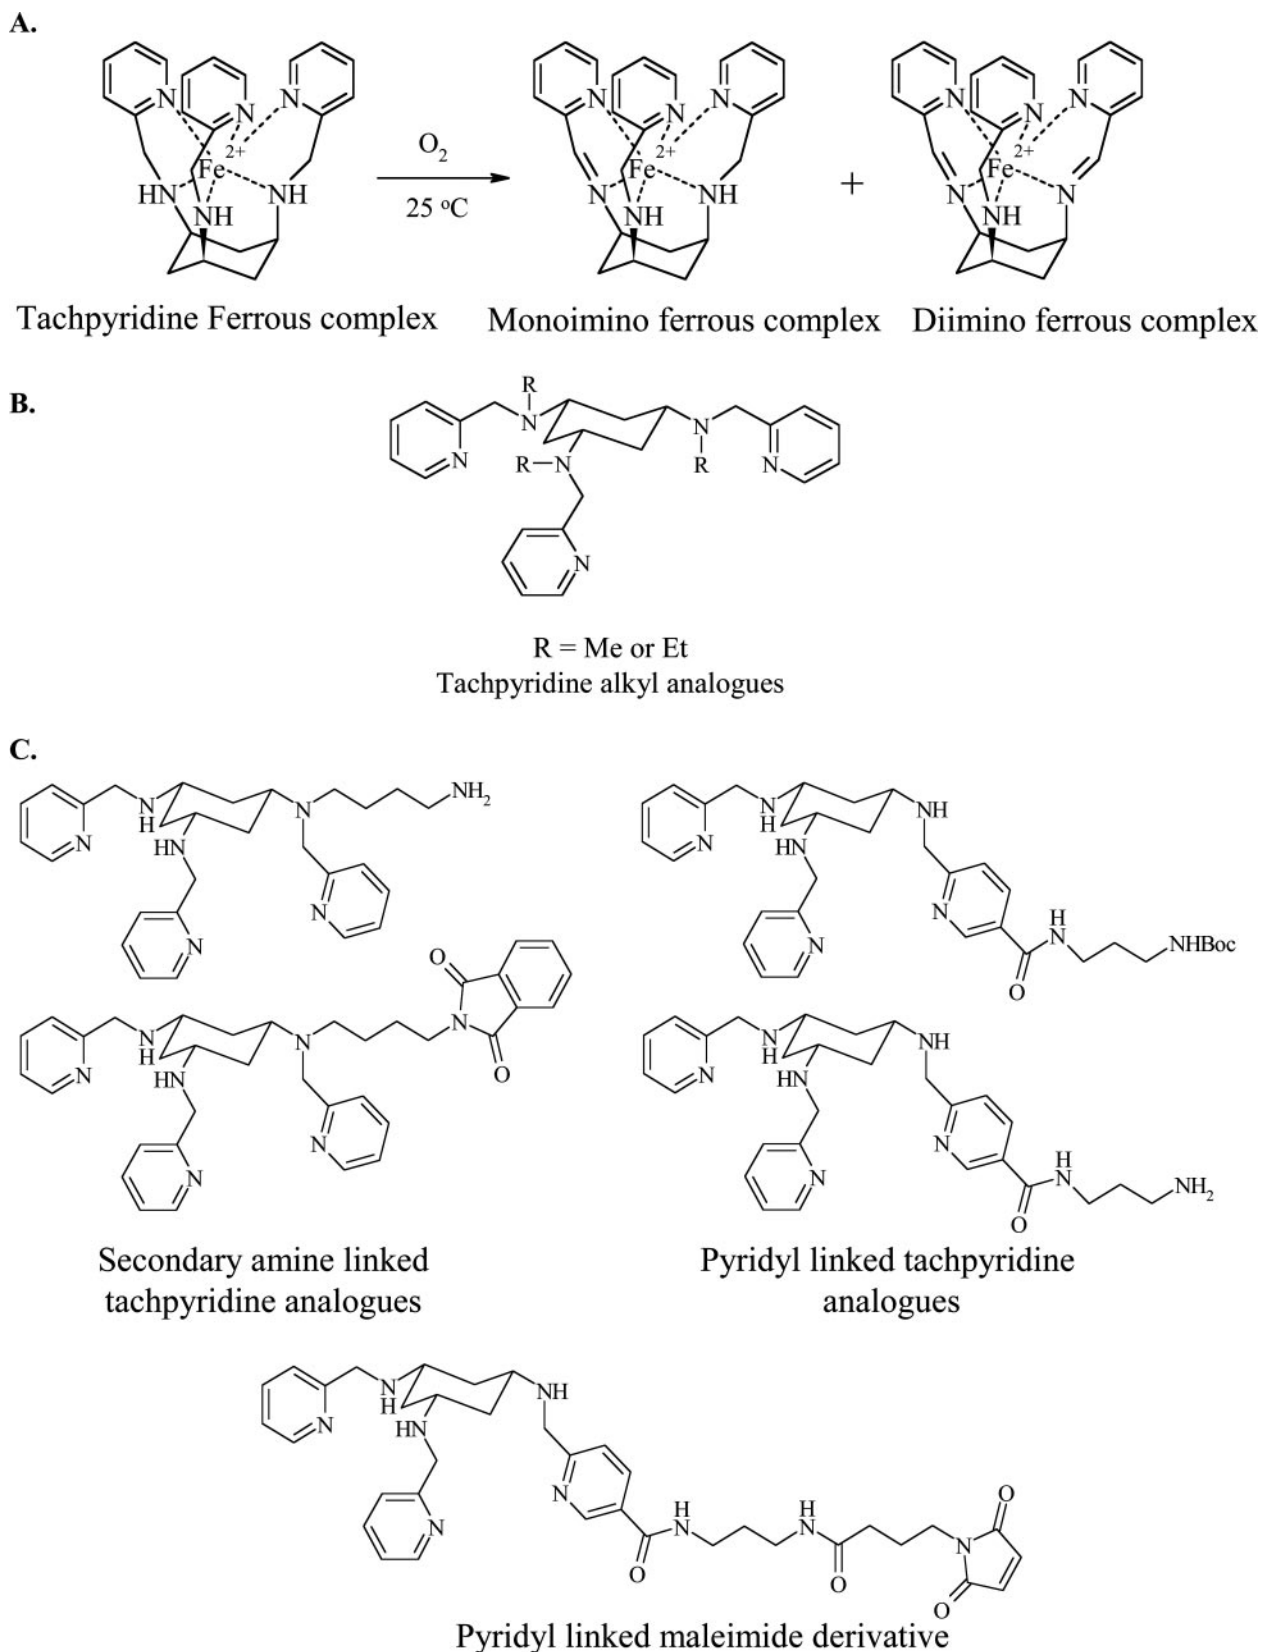 A.
N
N
N
N
N
N
N
N
N
Fe 2+
O2
Fe 2+
Fe 2+
HN
NH
NH
25 °C
N
NH
NH
+
N
NH
N
Tachpyridine Ferrous complex
Monoimino ferrous complex
Diimino ferrous complex
B.
R
N
N
N
R
R—N
N
R
N
R = Me or Et
Tachpyridine alkyl analogues
C.
N
H
N
NH2
N
HN
N
N
N
H
NH
N
HN
N
N
H
N
NHBoc
O
N
H
N
N
HN
N
N
N
O
O
N
H
NH
N
HN
N
N
H
N
NH2
O
Secondary amine linked
tachpyridine analogues
Pyridyl linked tachpyridine
analogues
N
H
NH
N
HN
N
N
H
N
O
H
N
O
N
O
O
Pyridyl linked maleimide derivative